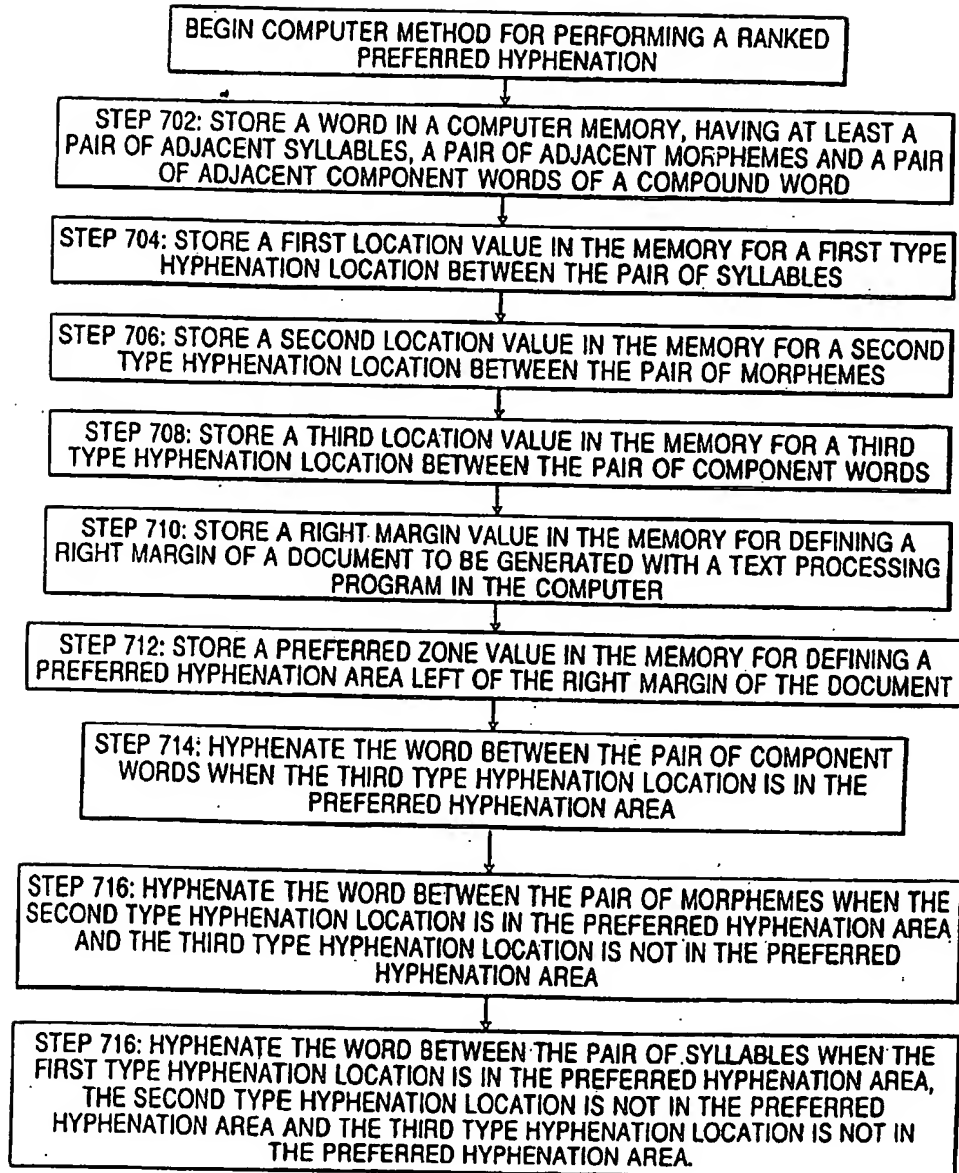 BEGIN COMPUTER METHOD FOR PERFORMING A RANKED
PREFERRED HYPHENATION
STEP 702: STORE A WORD IN A COMPUTER MEMORY, HAVING AT LEAST A
PAIR OF ADJACENT SYLLABLES, A PAIR OF ADJACENT MORPHEMES AND A PAIR
OF ADJACENT COMPONENT WORDS OF A COMPOUND WORD
STEP 704: STORE A FIRST LOCATION VALUE IN THE MEMORY FOR A FIRST TYPE
HYPHENATION LOCATION BETWEEN THE PAIR OF SYLLABLES
STEP 706: STORE A SECOND LOCATION VALUE IN THE MEMORY FOR A SECOND
TYPE HYPHENATION LOCATION BETWEEN THE PAIR OF MORPHEMES
STEP 708: STORE A THIRD LOCATION VALUE IN THE MEMORY FOR A THIRD
TYPE HYPHENATION LOCATION BETWEEN THE PAIR OF COMPONENT WORDS
STEP 710: STORE A RIGHT MARGIN VALUE IN THE MEMORY FOR DEFINING A
RIGHT MARGIN OF A DOCUMENT TO BE GENERATED WITH A TEXT PROCESSING
PROGRAM IN THE COMPUTER
STEP 712: STORE A PREFERRED ZONE VALUE IN THE MEMORY FOR DEFINING A
PREFERRED HYPHENATION AREA LEFT OF THE RIGHT MARGIN OF THE DOCUMENT
STEP 714: HYPHENATE THE WORD BETWEEN THE PAIR OF COMPONENT
WORDS WHEN THE THIRD TYPE HYPHENATION LOCATION IS IN THE
PREFERRED HYPHENATION AREA
STEP 716: HYPHENATE THE WORD BETWEEN THE PAIR OF MORPHEMES WHEN THE
SECOND TYPE HYPHENATION LOCATION IS IN THE PREFERRED HYPHENATION AREA
AND THE THIRD TYPE HYPHENATION LOCATION IS NOT IN THE PREFERRED
HYPHENATION AREA
STEP 716: HYPHENATE THE WORD BETWEEN THE PAIR OF SYLLABLES WHEN THE
FIRST TYPE HYPHENATION LOCATION IS IN THE PREFERRED HYPHENATION AREA,
THE SECOND TYPE HYPHENATION LOCATION IS NOT IN THE PREFERRED
HYPHENATION AREA AND THE THIRD TYPE HYPHENATION LOCATION IS NOT IN
THE PREFERRED HYPHENATION AREA.